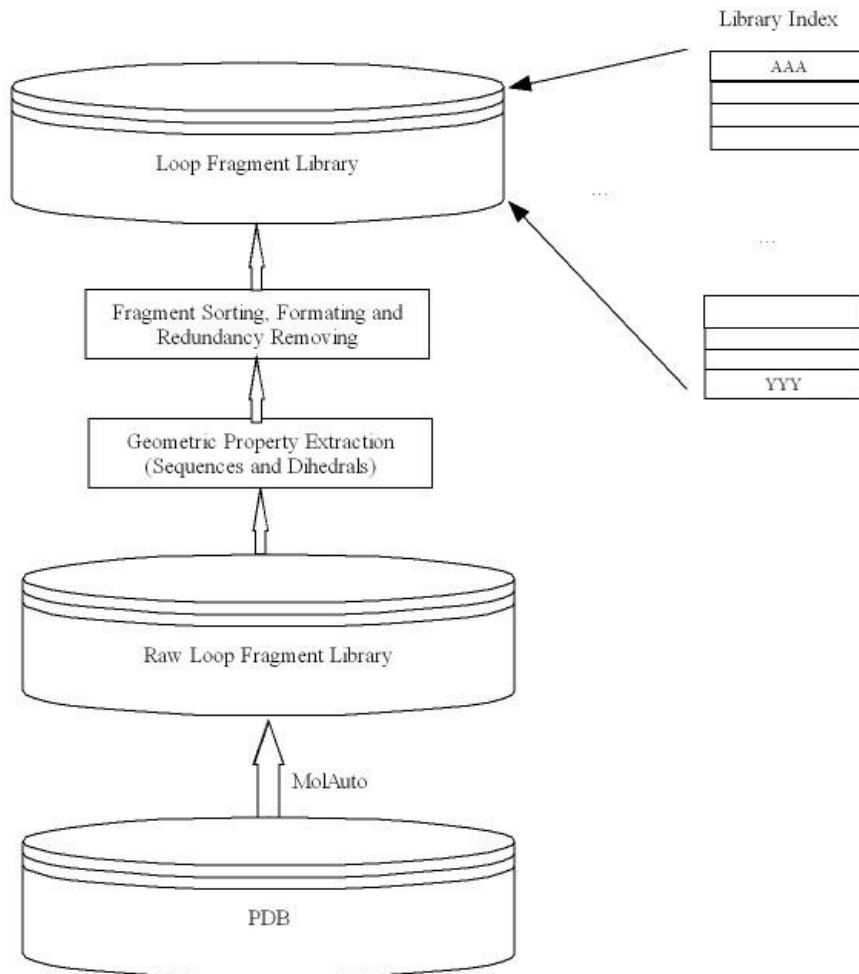 Library Index
AAA
Loop Fragment Library
...
...
Fragment Sorting, Formating and
Redundancy Removing
YYY
Geometric Property Extraction
(Sequences and Dihedrals)
Raw Loop Fragment Library
MolAuto
PDB